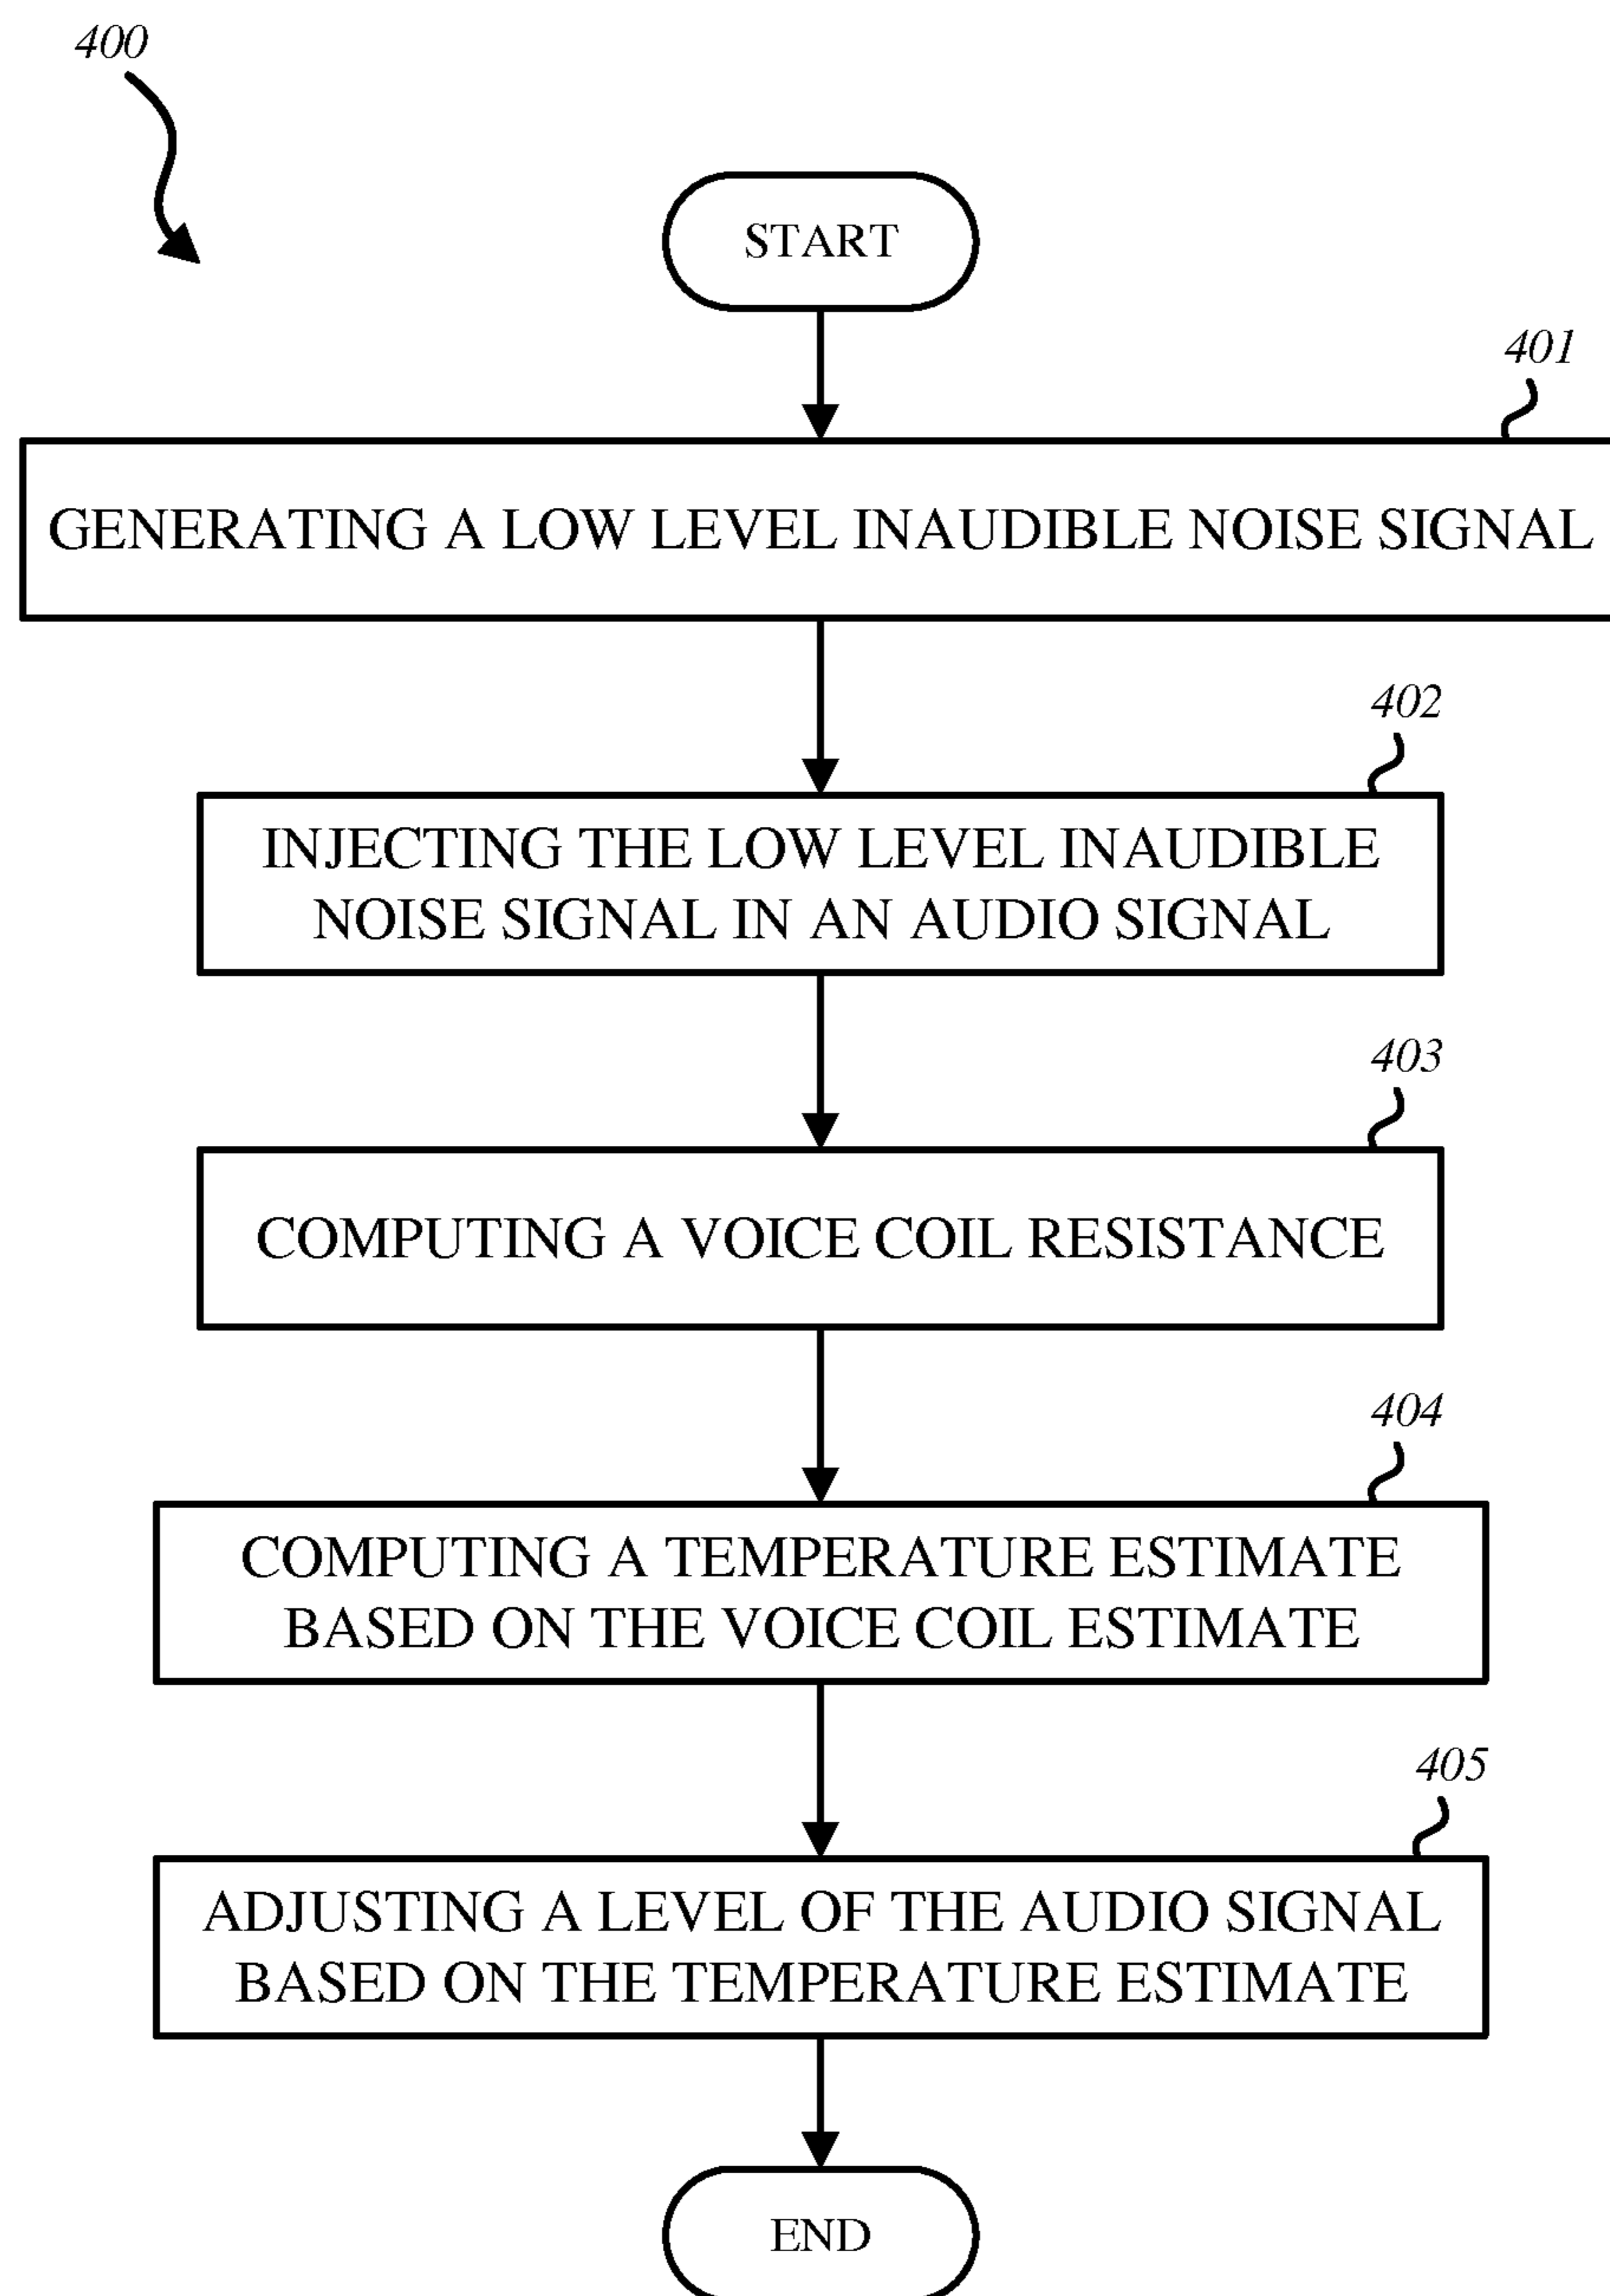 400
START
401
GENERATING A LOW LEVEL INAUDIBLE NOISE SIGNAL
402
INJECTING THE LOW LEVEL INAUDIBLE
NOISE SIGNAL IN AN AUDIO SIGNAL
403
COMPUTING A VOICE COIL RESISTANCE
404
COMPUTING A TEMPERATURE ESTIMATE
BASED ON THE VOICE COIL ESTIMATE
405
ADJUSTING A LEVEL OF THE AUDIO SIGNAL
BASED ON THE TEMPERATURE ESTIMATE
END